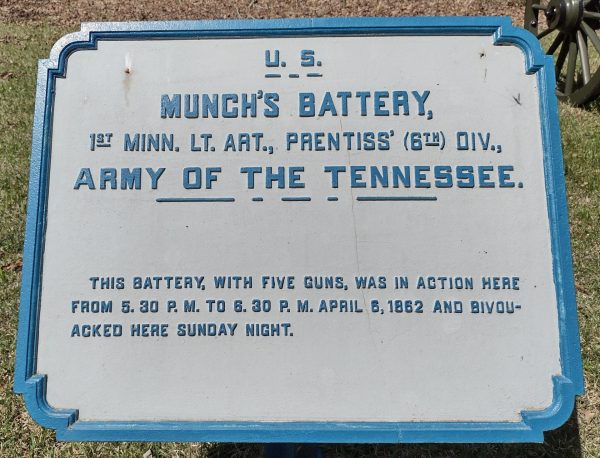 U. S.
MUNCH'S BATTERY,
1ST MINN. LT. ART., PRENTISS' (6TH) DIV.,
ARMY OF THE TENNESSEE.
THIS BATTERY, WITH FIVE GUNS, WAS IN ACTION HERE
FROM 5.30 P.M. TO 6.30 P.M. APRIL 6, 1862 AND BIVOU-
ACKED HERE SUNDAY NIGHT.